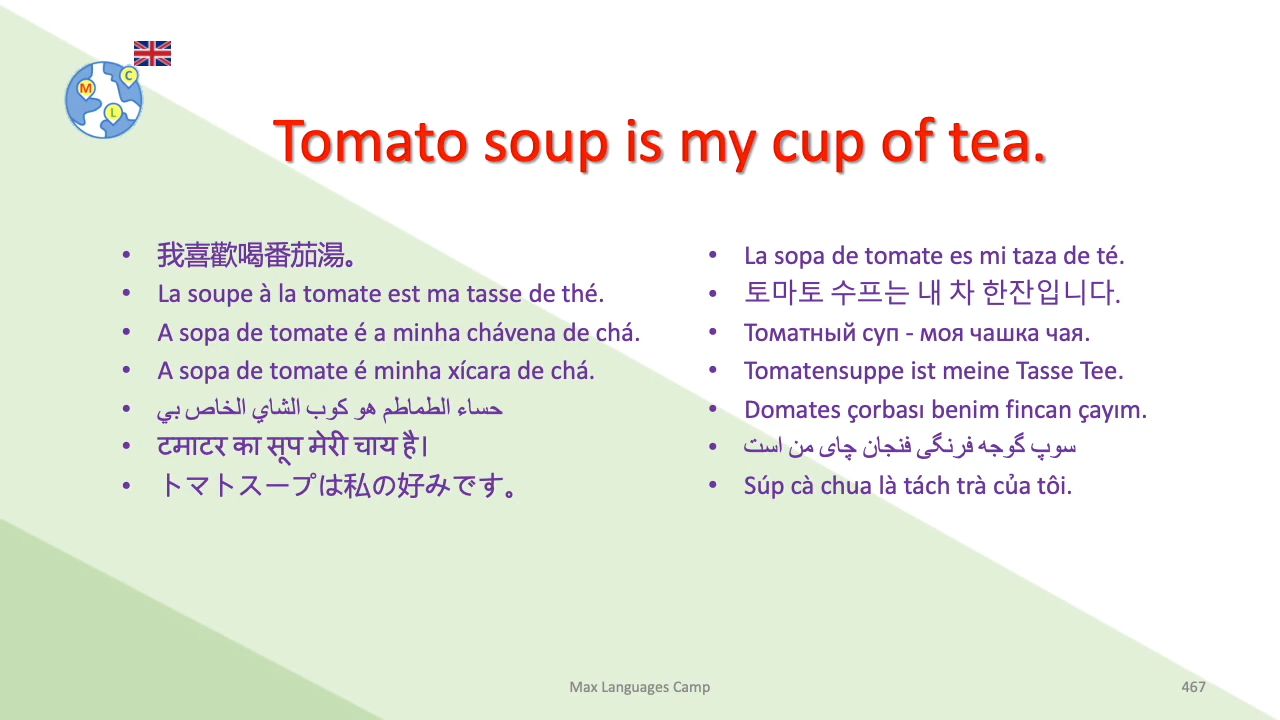 M
C
L
Tomato soup is my cup of tea.
• 我喜歡喝番茄湯。
• La soupe à la tomate est ma tasse de thé.
• A sopa de tomate é a minha chávena de chá.
• A sopa de tomate é minha xícara de chá.
• حساء الطماطم هو كوب الشاي الخاص بي
• टमाटर का सूप मेरी चाय है।
• トマトスープは私の好みです。
• La sopa de tomate es mi taza de té.
• 토마토 수프는 내 차 한잔입니다.
• Томатный суп - моя чашка чая.
• Tomatensuppe ist meine Tasse Tee.
• Domates çorbası benim fincan çayım.
• سوپ گوجه فرنگی فنجان چای من است
• Súp cà chua là tách trà của tôi.
Max Languages Camp
467